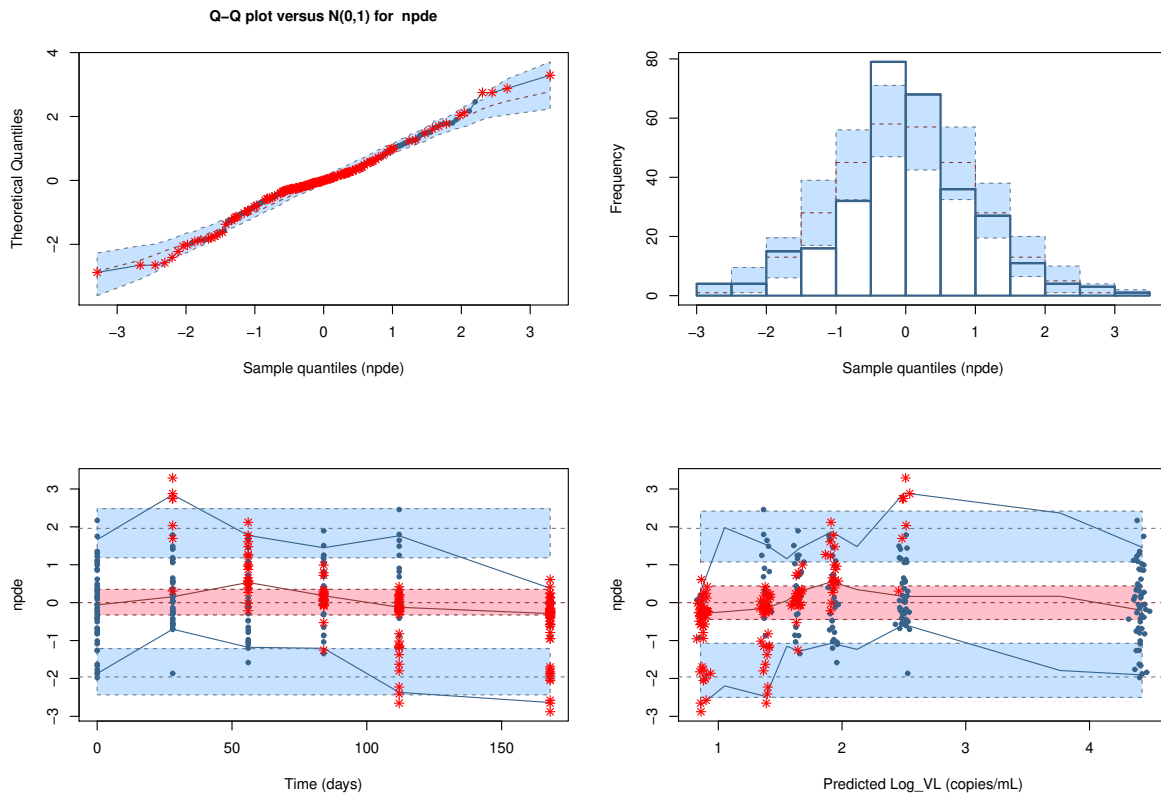 Q−Q plot versus N(0,1) for npde
Theoretical Quantiles
4
2
0
−2
−3 −2 −1 0 1 2 3
Sample quantiles (npde)
Frequency
80
60
40
20
0
−3 −2 −1 0 1 2 3
Sample quantiles (npde)
npde
3
2
1
0
−1
−2
−3
0 50 100 150
Time (days)
npde
3
2
1
0
−1
−2
−3
1 2 3 4
Predicted Log_VL (copies/mL)